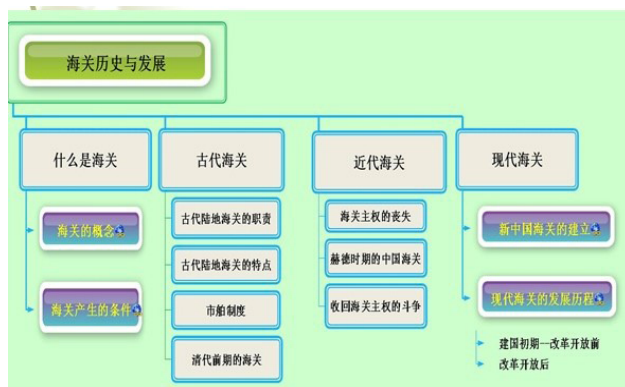 海关历史与发展
什么是海关
古代海关
近代海关
现代海关
海关的概念
海关产生的条件
古代陆地海关的职责
古代陆地海关的特点
市舶制度
清代前期的海关
海关主权的丧失
赫德时期的中国海关
收回海关主权的斗争
新中国海关的建立
现代海关的发展历程
建国初期一改革开放前
改革开放后